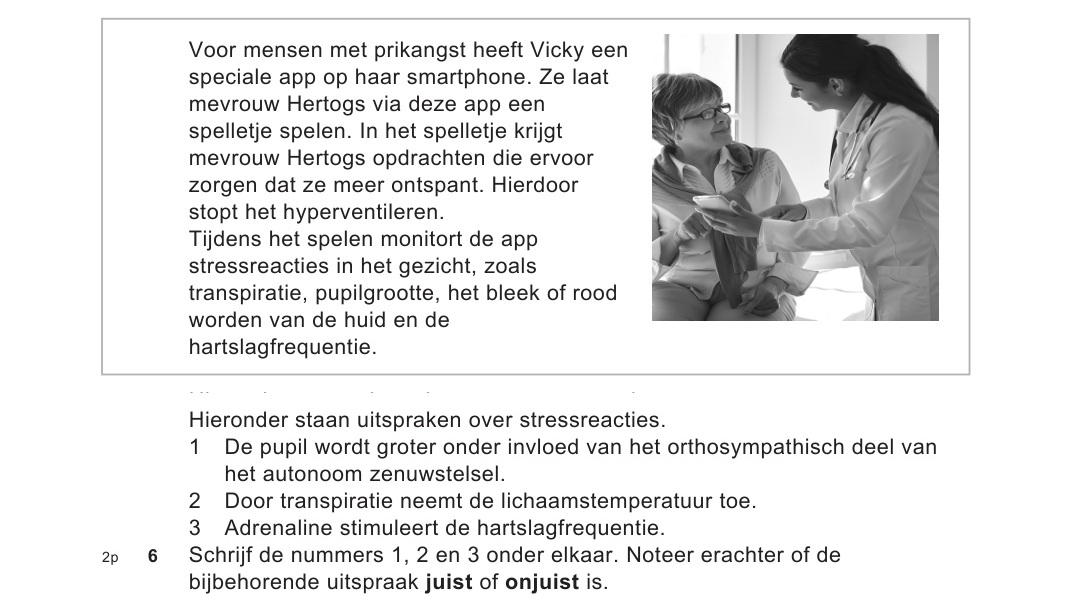 Voor mensen met prikangst heeft Vicky een
speciale app op haar smartphone. Ze laat
mevrouw Hertogs via deze app een
spelletje spelen. In het spelletje krijgt
mevrouw Hertogs opdrachten die ervoor
zorgen dat ze meer ontspant. Hierdoor
stopt het hyperventileren.
Tijdens het spelen monitort de app
stressreacties in het gezicht, zoals
transpiratie, pupilgrootte, het bleek of rood
worden van de huid en de
hartslagfrequentie.
Hieronder staan uitspraken over stressreacties.
1 De pupil wordt groter onder invloed van het orthosympathisch deel van
het autonoom zenuwstelsel.
2 Door transpiratie neemt de lichaamstemperatuur toe.
3 Adrenaline stimuleert de hartslagfrequentie.
2p 6 Schrijf de nummers 1, 2 en 3 onder elkaar. Noteer erachter of de
bijbehorende uitspraak juist of onjuist is.